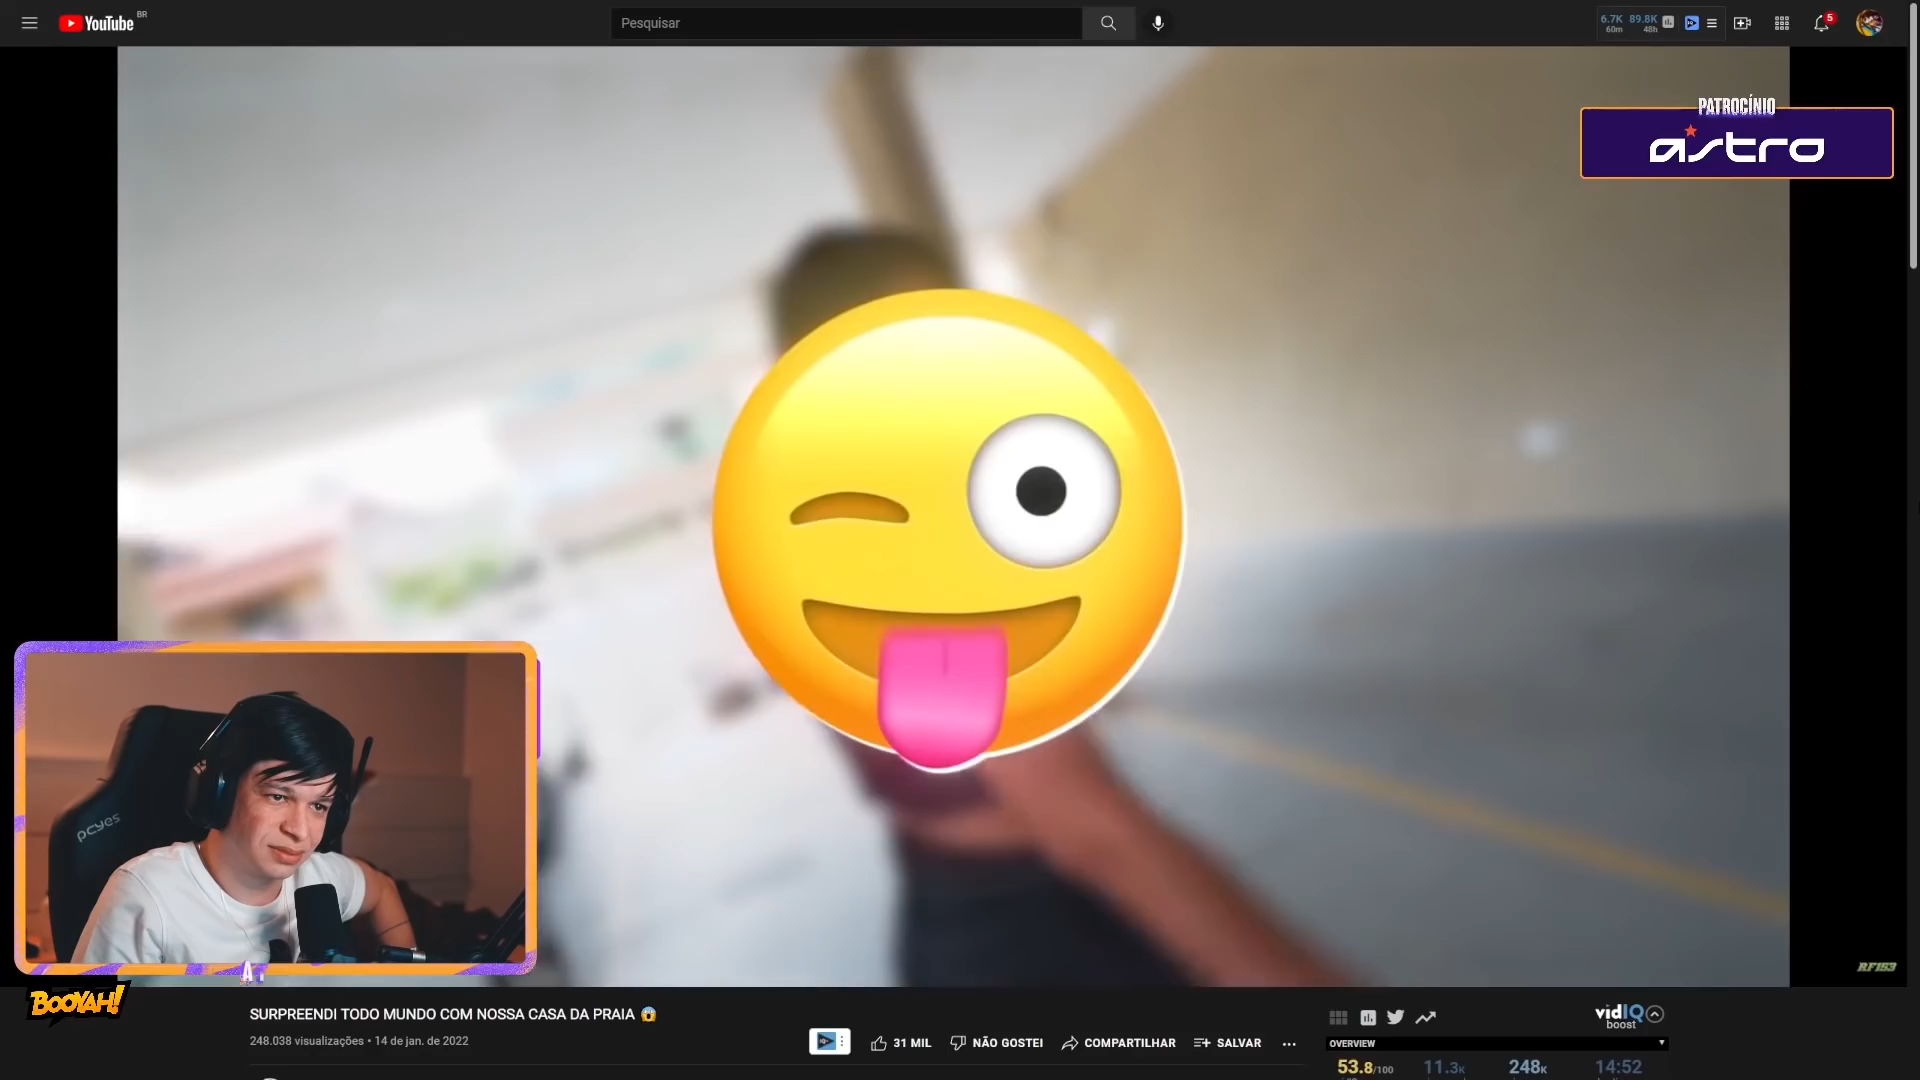 YouTube BR
Pesquisar
6.7K 89.8K
60m 48h
5
PATROCÍNIO
astro
pcyes
RF153
BOOYAH!
SURPREENDI TODO MUNDO COM NOSSA CASA DA PRAIA
248.038 visualizações • 14 de jan. de 2022
31 MIL NÃO GOSTEI COMPARTILHAR SALVAR
vidIQ
boost
OVERVIEW
53.8/100 11.3K 248K 14:52